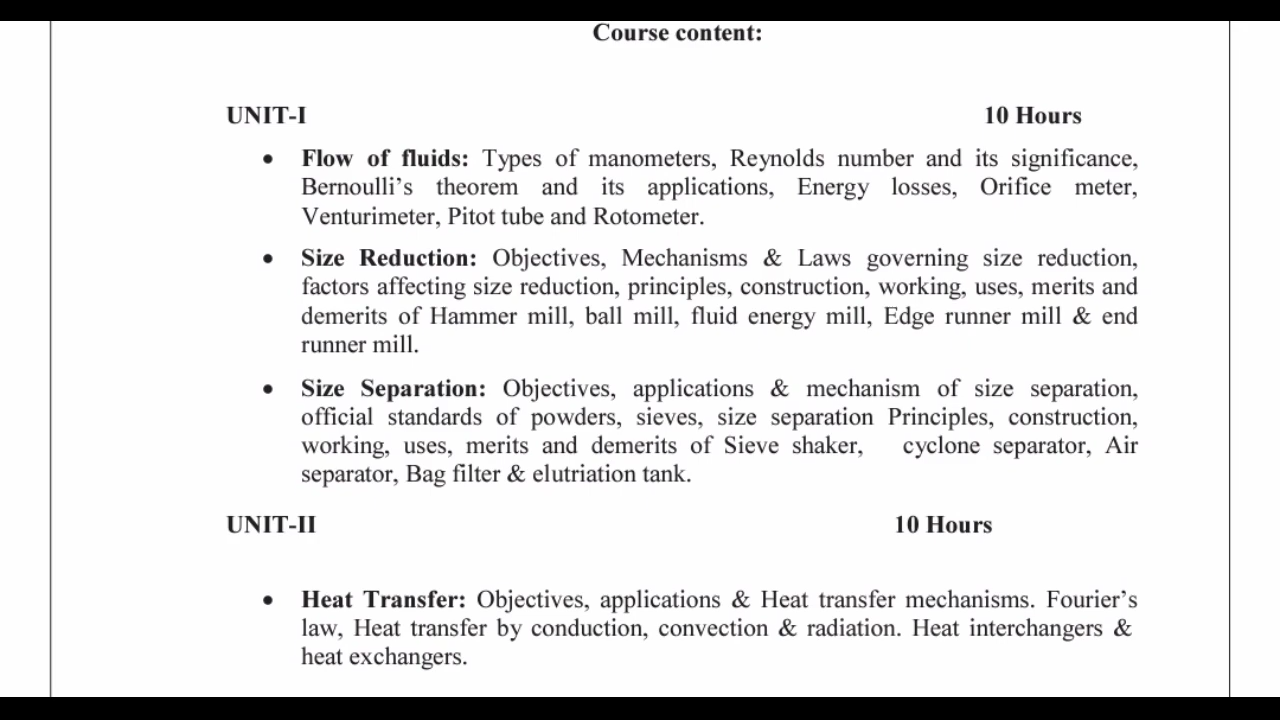 Course content:
UNIT-I 10 Hours
• Flow of fluids: Types of manometers, Reynolds number and its significance,
Bernoulli’s theorem and its applications, Energy losses, Orifice meter,
Venturimeter, Pitot tube and Rotometer.
• Size Reduction: Objectives, Mechanisms & Laws governing size reduction,
factors affecting size reduction, principles, construction, working, uses, merits and
demerits of Hammer mill, ball mill, fluid energy mill, Edge runner mill & end
runner mill.
• Size Separation: Objectives, applications & mechanism of size separation,
official standards of powders, sieves, size separation Principles, construction,
working, uses, merits and demerits of Sieve shaker, cyclone separator, Air
separator, Bag filter & elutriation tank.
UNIT-II 10 Hours
• Heat Transfer: Objectives, applications & Heat transfer mechanisms. Fourier’s
law, Heat transfer by conduction, convection & radiation. Heat interchangers &
heat exchangers.